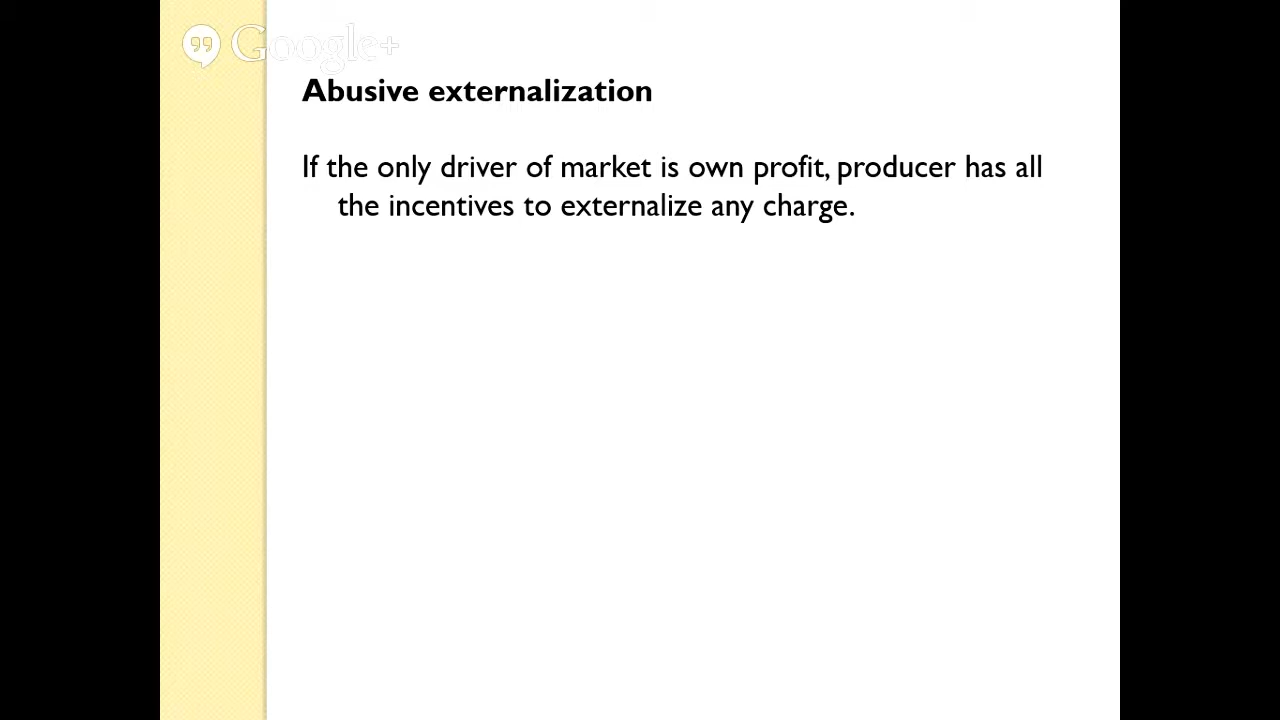 Google+
Abusive externalization
If the only driver of market is own profit, producer has all
the incentives to externalize any charge.